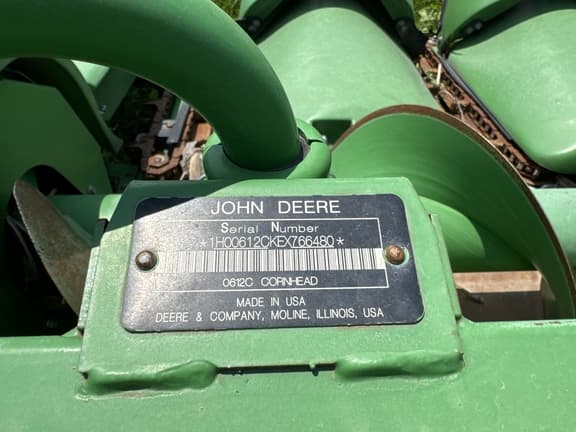 JOHN DEERE
Serial Number
*1H00612CKEX766480*
0612C CORNHEAD
MADE IN USA
DEERE & COMPANY, MOLINE, ILLINOIS, USA